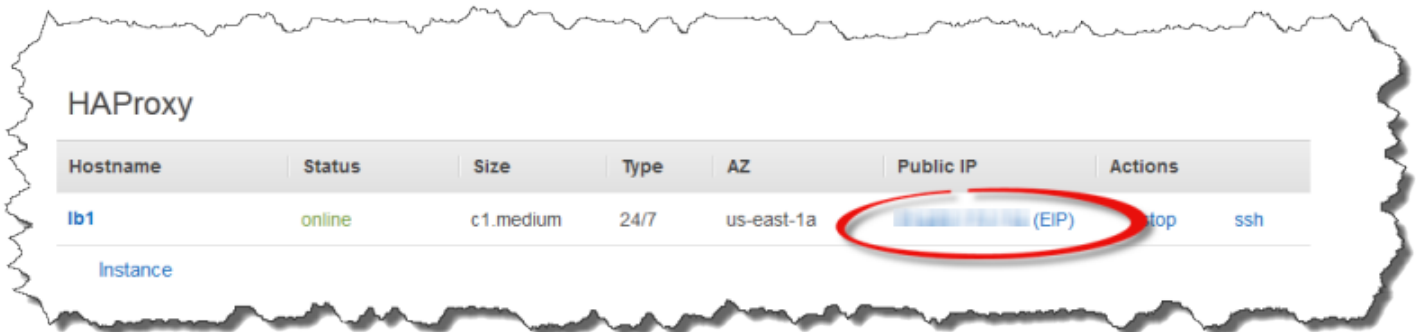 HAProxy
Hostname Status Size Type AZ Public IP Actions
lb1 online c1.medium 24/7 us-east-1a (EIP) stop ssh
Instance